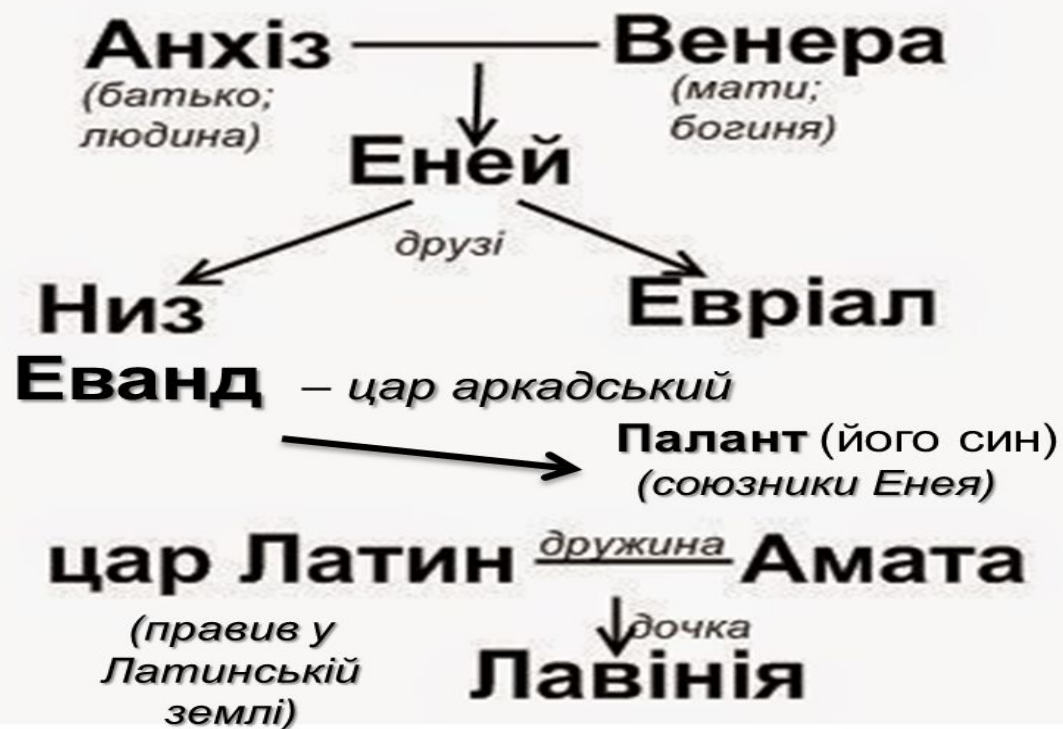 Анхіз Венера
(батько; (мати;
людина) богиня)
Еней
друзі
Низ Евріал
Еванд – цар аркадський
Палант (його син)
(союзники Енея)
цар Латин дружина Амата
(правив у дочка
Латинській Лавінія
землі)